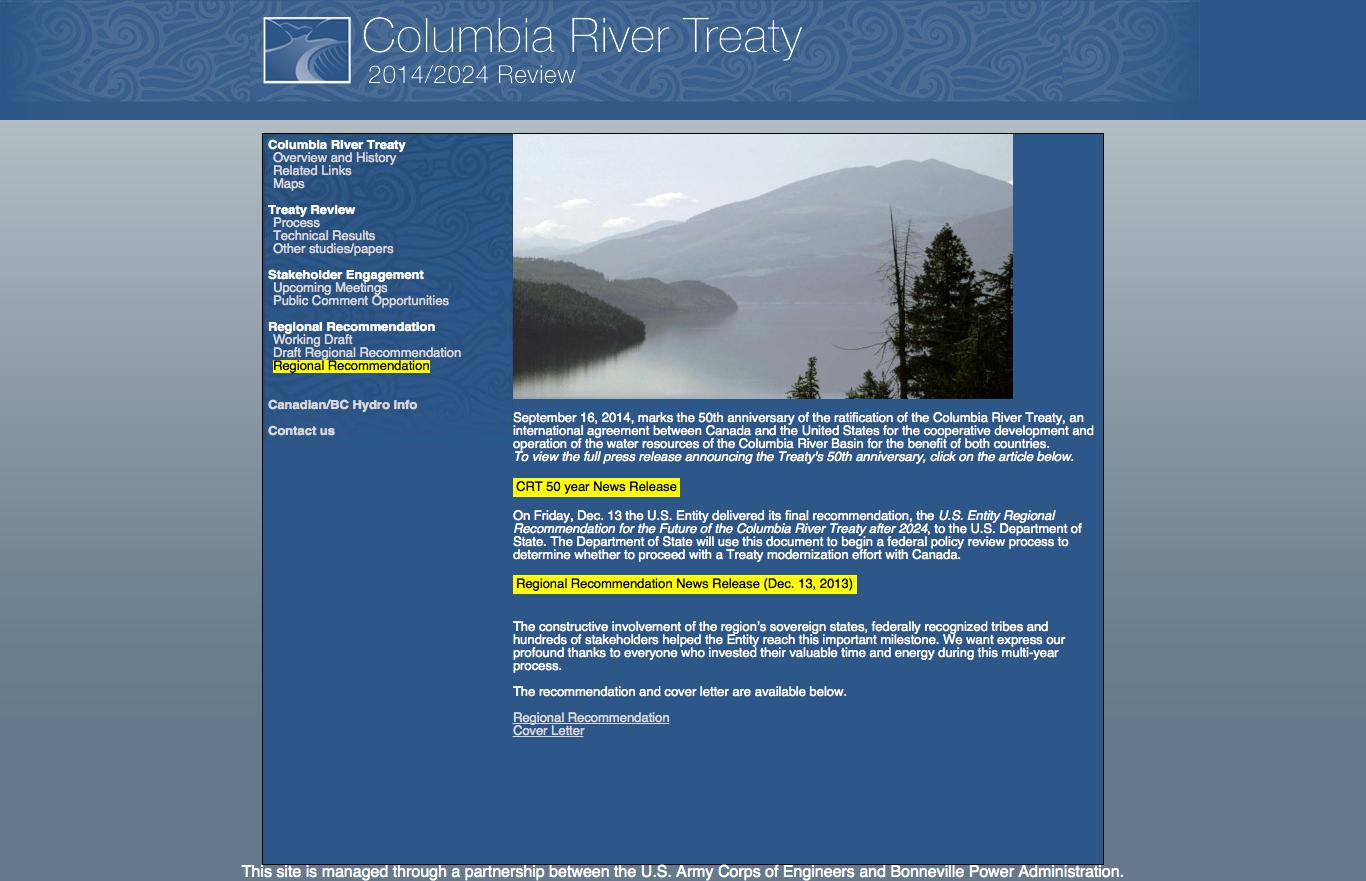 Columbia River Treaty
2014/2024 Review
Columbia River Treaty
Overview and History
Related Links
Maps
Treaty Review
Process
Technical Results
Other studies/papers
Stakeholder Engagement
Upcoming Meetings
Public Comment Opportunities
Regional Recommendation
Working Draft
Draft Regional Recommendation
Regional Recommendation
Canadian/BC Hydro Info
Contact us
September 16, 2014, marks the 50th anniversary of the ratification of the Columbia River Treaty, an
international agreement between Canada and the United States for the cooperative development and
operation of the water resources of the Columbia River Basin for the benefit of both countries.
To view the full press release announcing the Treaty's 50th anniversary, click on the article below.
CRT 50 year News Release
On Friday, Dec. 13 the U.S. Entity delivered its final recommendation, the U.S. Entity Regional
Recommendation for the Future of the Columbia River Treaty after 2024, to the U.S. Department of
State. The Department of State will use this document to begin a federal policy review process to
determine whether to proceed with a Treaty modernization effort with Canada.
Regional Recommendation News Release (Dec. 13, 2013)
The constructive involvement of the region's sovereign states, federally recognized tribes and
hundreds of stakeholders helped the Entity reach this important milestone. We want express our
profound thanks to everyone who invested their valuable time and energy during this multi-year
process.
The recommendation and cover letter are available below.
Regional Recommendation
Cover Letter
This site is managed through a partnership between the U.S. Army Corps of Engineers and Bonneville Power Administration.